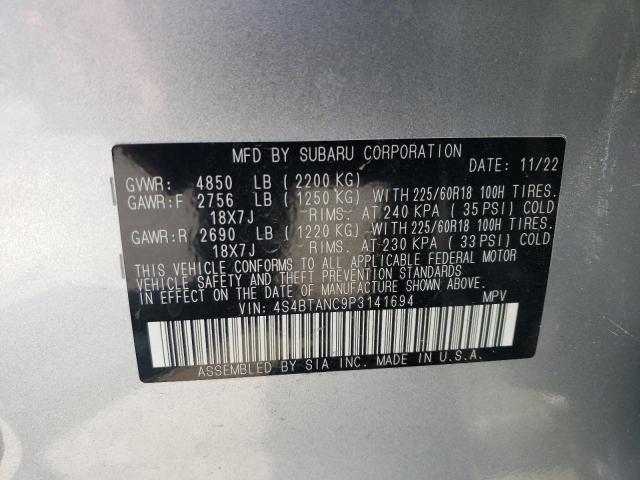 MFD BY SUBARU CORPORATION DATE: 11/22
GVWR: 4850 LB (2200 KG)
GAWR:F 2756 LB (1250 KG) WITH 225/60R18 100H TIRES.
18X7J RIMS. AT 240 KPA (35 PSI) COLD
GAWR:R 2690 LB (1220 KG) WITH 225/60R18 100H TIRES.
18X7J RIMS. AT 230 KPA (33 PSI) COLD
THIS VEHICLE CONFORMS TO ALL APPLICABLE FEDERAL MOTOR
VEHICLE SAFETY AND THEFT PREVENTION STANDARDS
IN EFFECT ON THE DATE OF MANUFACTURE SHOWN ABOVE.
VIN: 4S4BTANC9P3141694 MPV
ASSEMBLED BY SIA INC. MADE IN U.S.A.